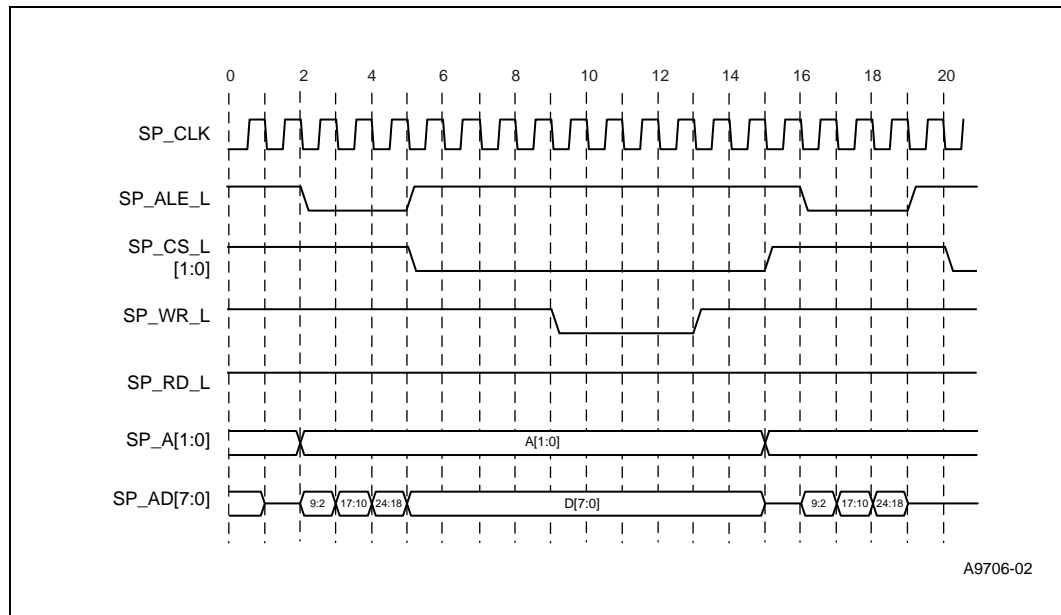 0 2 4 6 8 10 12 14 16 18 20
SP_CLK
SP_ALE_L
SP_CS_L
[1:0]
SP_WR_L
SP_RD_L
SP_A[1:0] A[1:0]
SP_AD[7:0] 9:2 17:10 24:18 D[7:0] 9:2 17:10 24:18
A9706-02